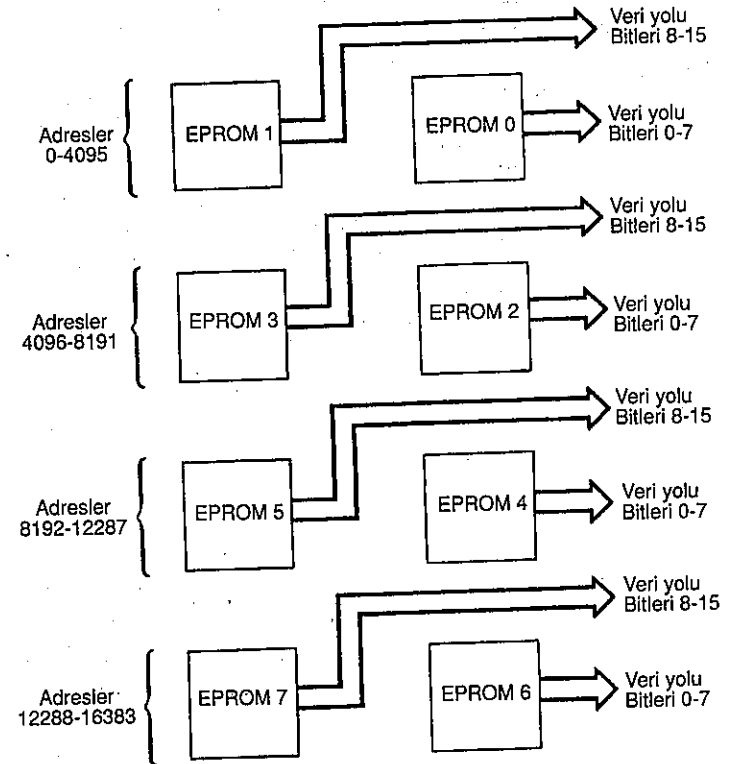 Veri yolu
Bitleri 8-15
Adresler
0-4095
EPROM 1
EPROM 0
Veri yolu
Bitleri 0-7
Veri yolu
Bitleri 8-15
Adresler
4096-8191
EPROM 3
EPROM 2
Veri yolu
Bitleri 0-7
Veri yolu
Bitleri 8-15
Adresler
8192-12287
EPROM 5
EPROM 4
Veri yolu
Bitleri 0-7
Veri yolu
Bitleri 8-15
Adresler
12288-16383
EPROM 7
EPROM 6
Veri yolu
Bitleri 0-7